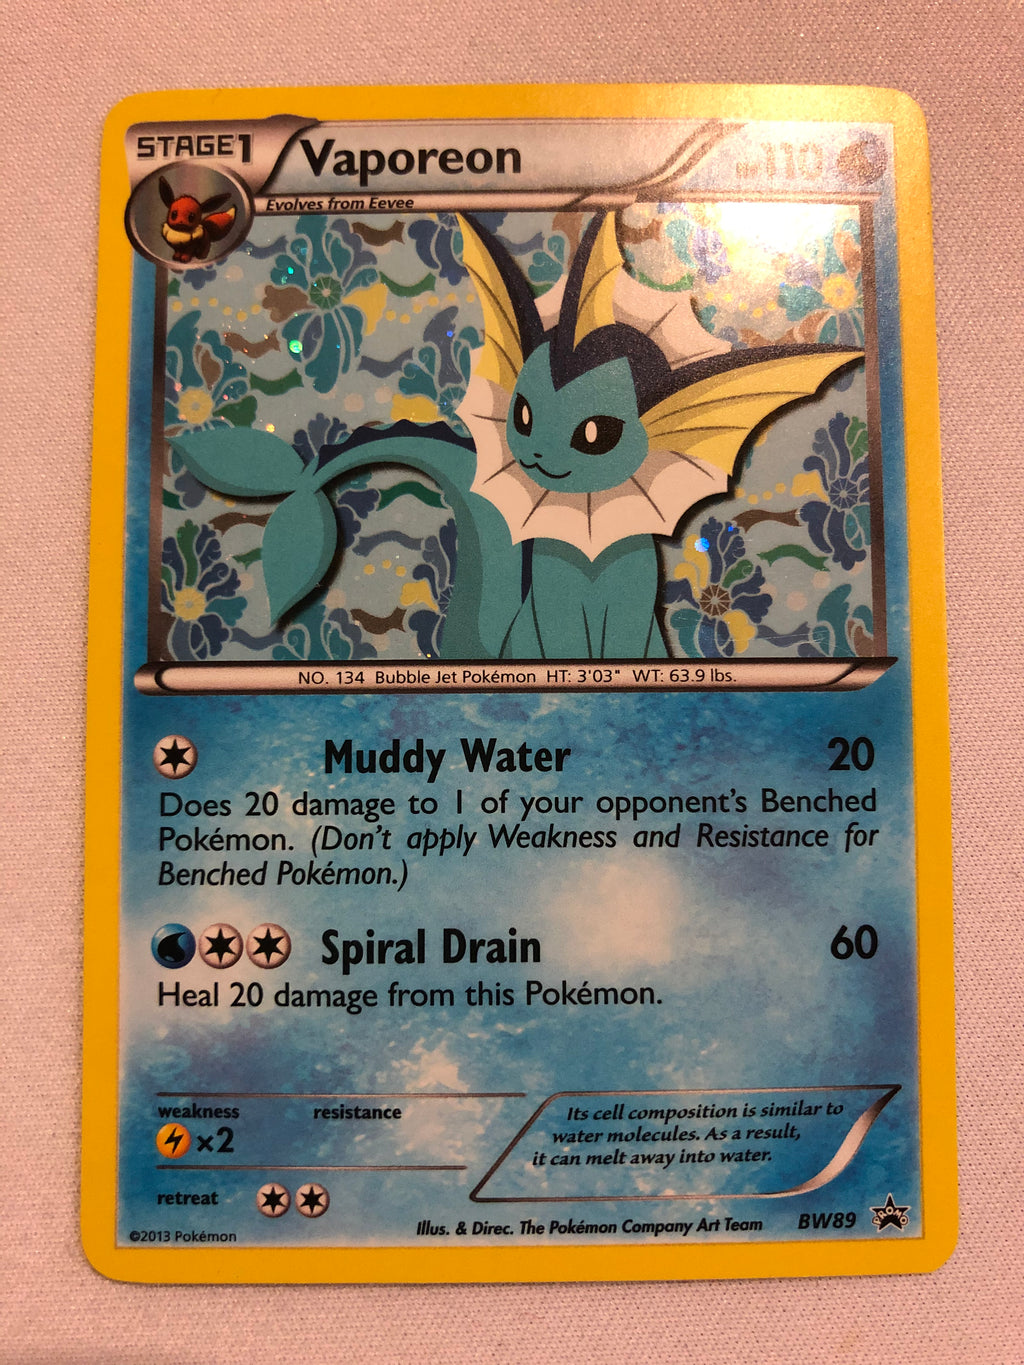 STAGE1
Vaporeon
HP110
Evolves from Eevee
NO. 134 Bubble Jet Pokémon HT: 3'03" WT: 63.9 lbs.
Muddy Water 20
Does 20 damage to 1 of your opponent's Benched
Pokémon. (Don't apply Weakness and Resistance for
Benched Pokémon.)
Spiral Drain 60
Heal 20 damage from this Pokémon.
weakness resistance
×2
retreat
Its cell composition is similar to
water molecules. As a result,
it can melt away into water.
Illus. & Direc. The Pokémon Company Art Team BW89 PROMO
©2013 Pokémon